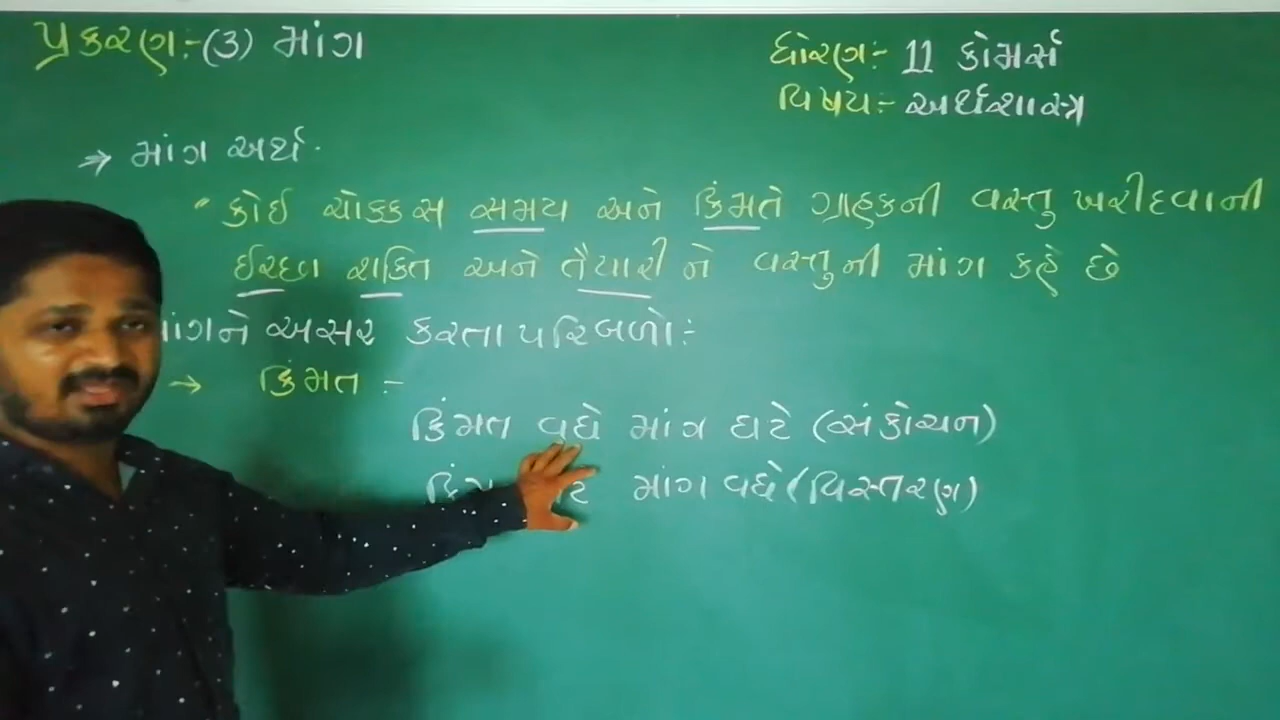 પ્રકરણ:-(૩) માંગ
ધોરણ:- 11 કોમર્સ
વિષય:- અર્થશાસ્ત્ર
⇒ માંગ અર્થ.
" કોઈ ચોક્કસ સમય અને કિંમતે ગ્રાહકની વસ્તુ ખરીદવાની
ઈચ્છા શક્તિ અને તૈયારી ને વસ્તુની માંગ કહે છે
માંગને અસર કરતા પરિબળો:-
→ કિંમત :-
કિંમત વધે માંગ ઘટે (સંકોચન)
માંગ વધે (વિસ્તરણ)